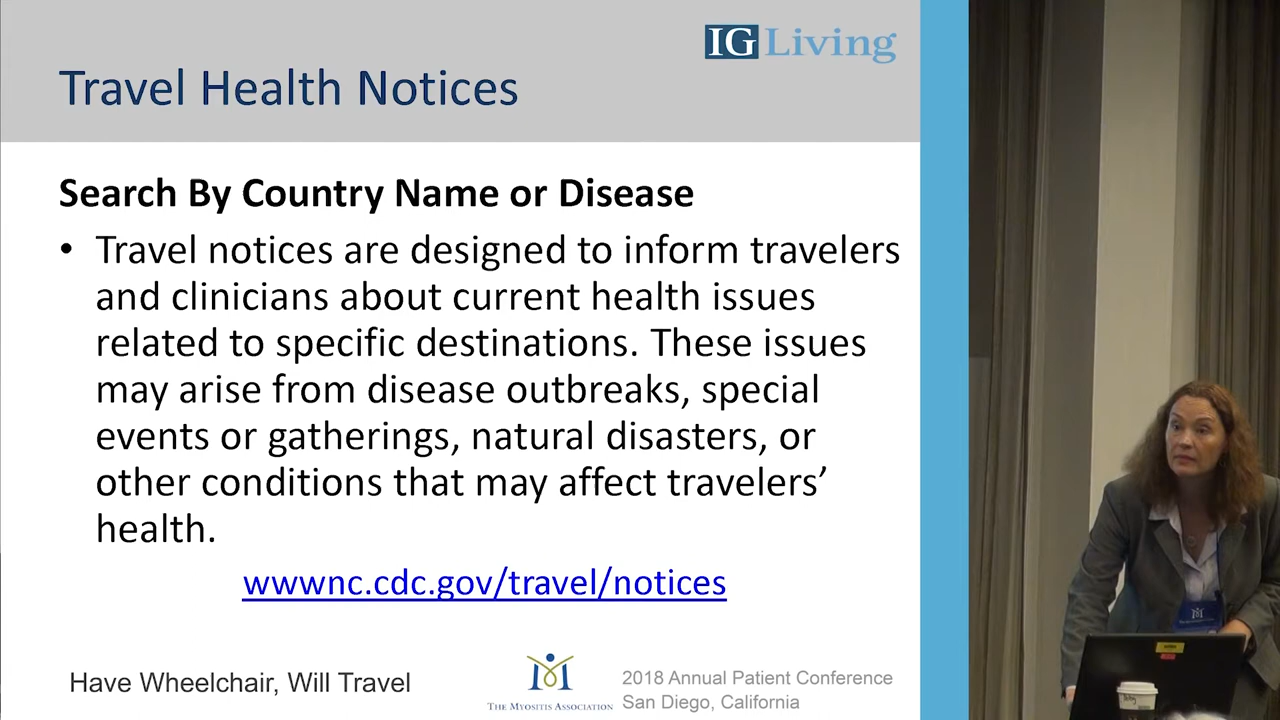 IG Living
Travel Health Notices
Search By Country Name or Disease
• Travel notices are designed to inform travelers
and clinicians about current health issues
related to specific destinations. These issues
may arise from disease outbreaks, special
events or gatherings, natural disasters, or
other conditions that may affect travelers’
health.
wwwnc.cdc.gov/travel/notices
Have Wheelchair, Will Travel
THE MYOSITIS ASSOCIATION
2018 Annual Patient Conference
San Diego, California